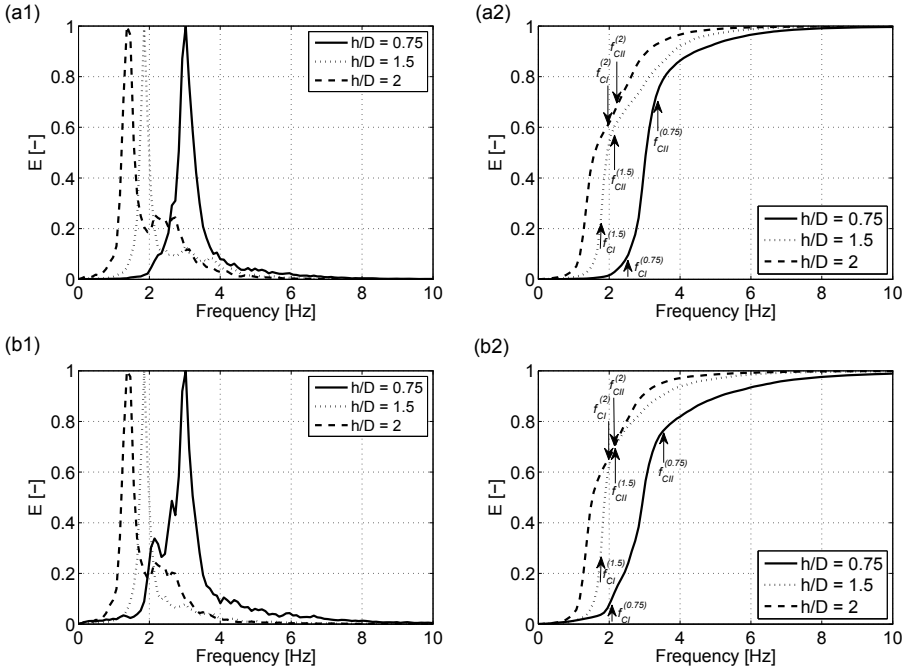 (a1)
1
0.8
0.6
0.4
0.2
0
E [–]
0 2 4 6 8 10
Frequency [Hz]
h/D = 0.75
h/D = 1.5
h/D = 2
(a2)
1
0.8
0.6
0.4
0.2
0
E [–]
0 2 4 6 8 10
Frequency [Hz]
f_CI^(2)
f_CII^(2)
f_CII^(0.75)
f_CII^(1.5)
f_CI^(1.5)
f_CI^(0.75)
h/D = 0.75
h/D = 1.5
h/D = 2
(b1)
1
0.8
0.6
0.4
0.2
0
E [–]
0 2 4 6 8 10
Frequency [Hz]
h/D = 0.75
h/D = 1.5
h/D = 2
(b2)
1
0.8
0.6
0.4
0.2
0
E [–]
0 2 4 6 8 10
Frequency [Hz]
f_CI^(2)
f_CII^(2)
f_CII^(0.75)
f_CII^(1.5)
f_CI^(1.5)
f_CI^(0.75)
h/D = 0.75
h/D = 1.5
h/D = 2